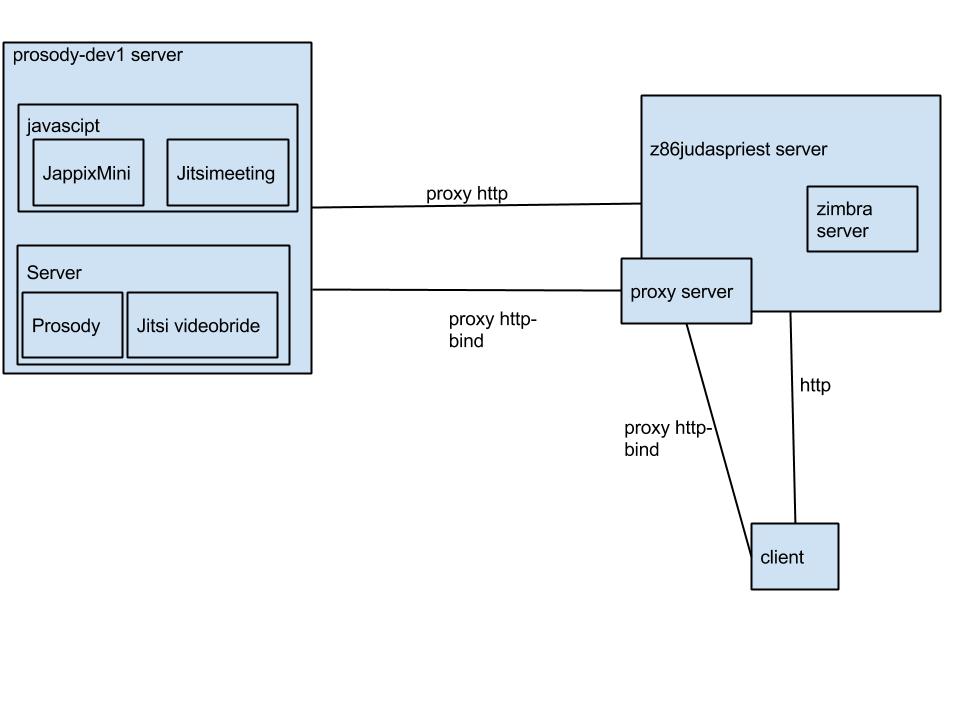 prosody-dev1 server
javascipt
JappixMini
Jitsimeeting
Server
Prosody
Jitsi videobride
proxy http
proxy http-
bind
z86judaspriest server
zimbra
server
proxy server
http
proxy http-
bind
client